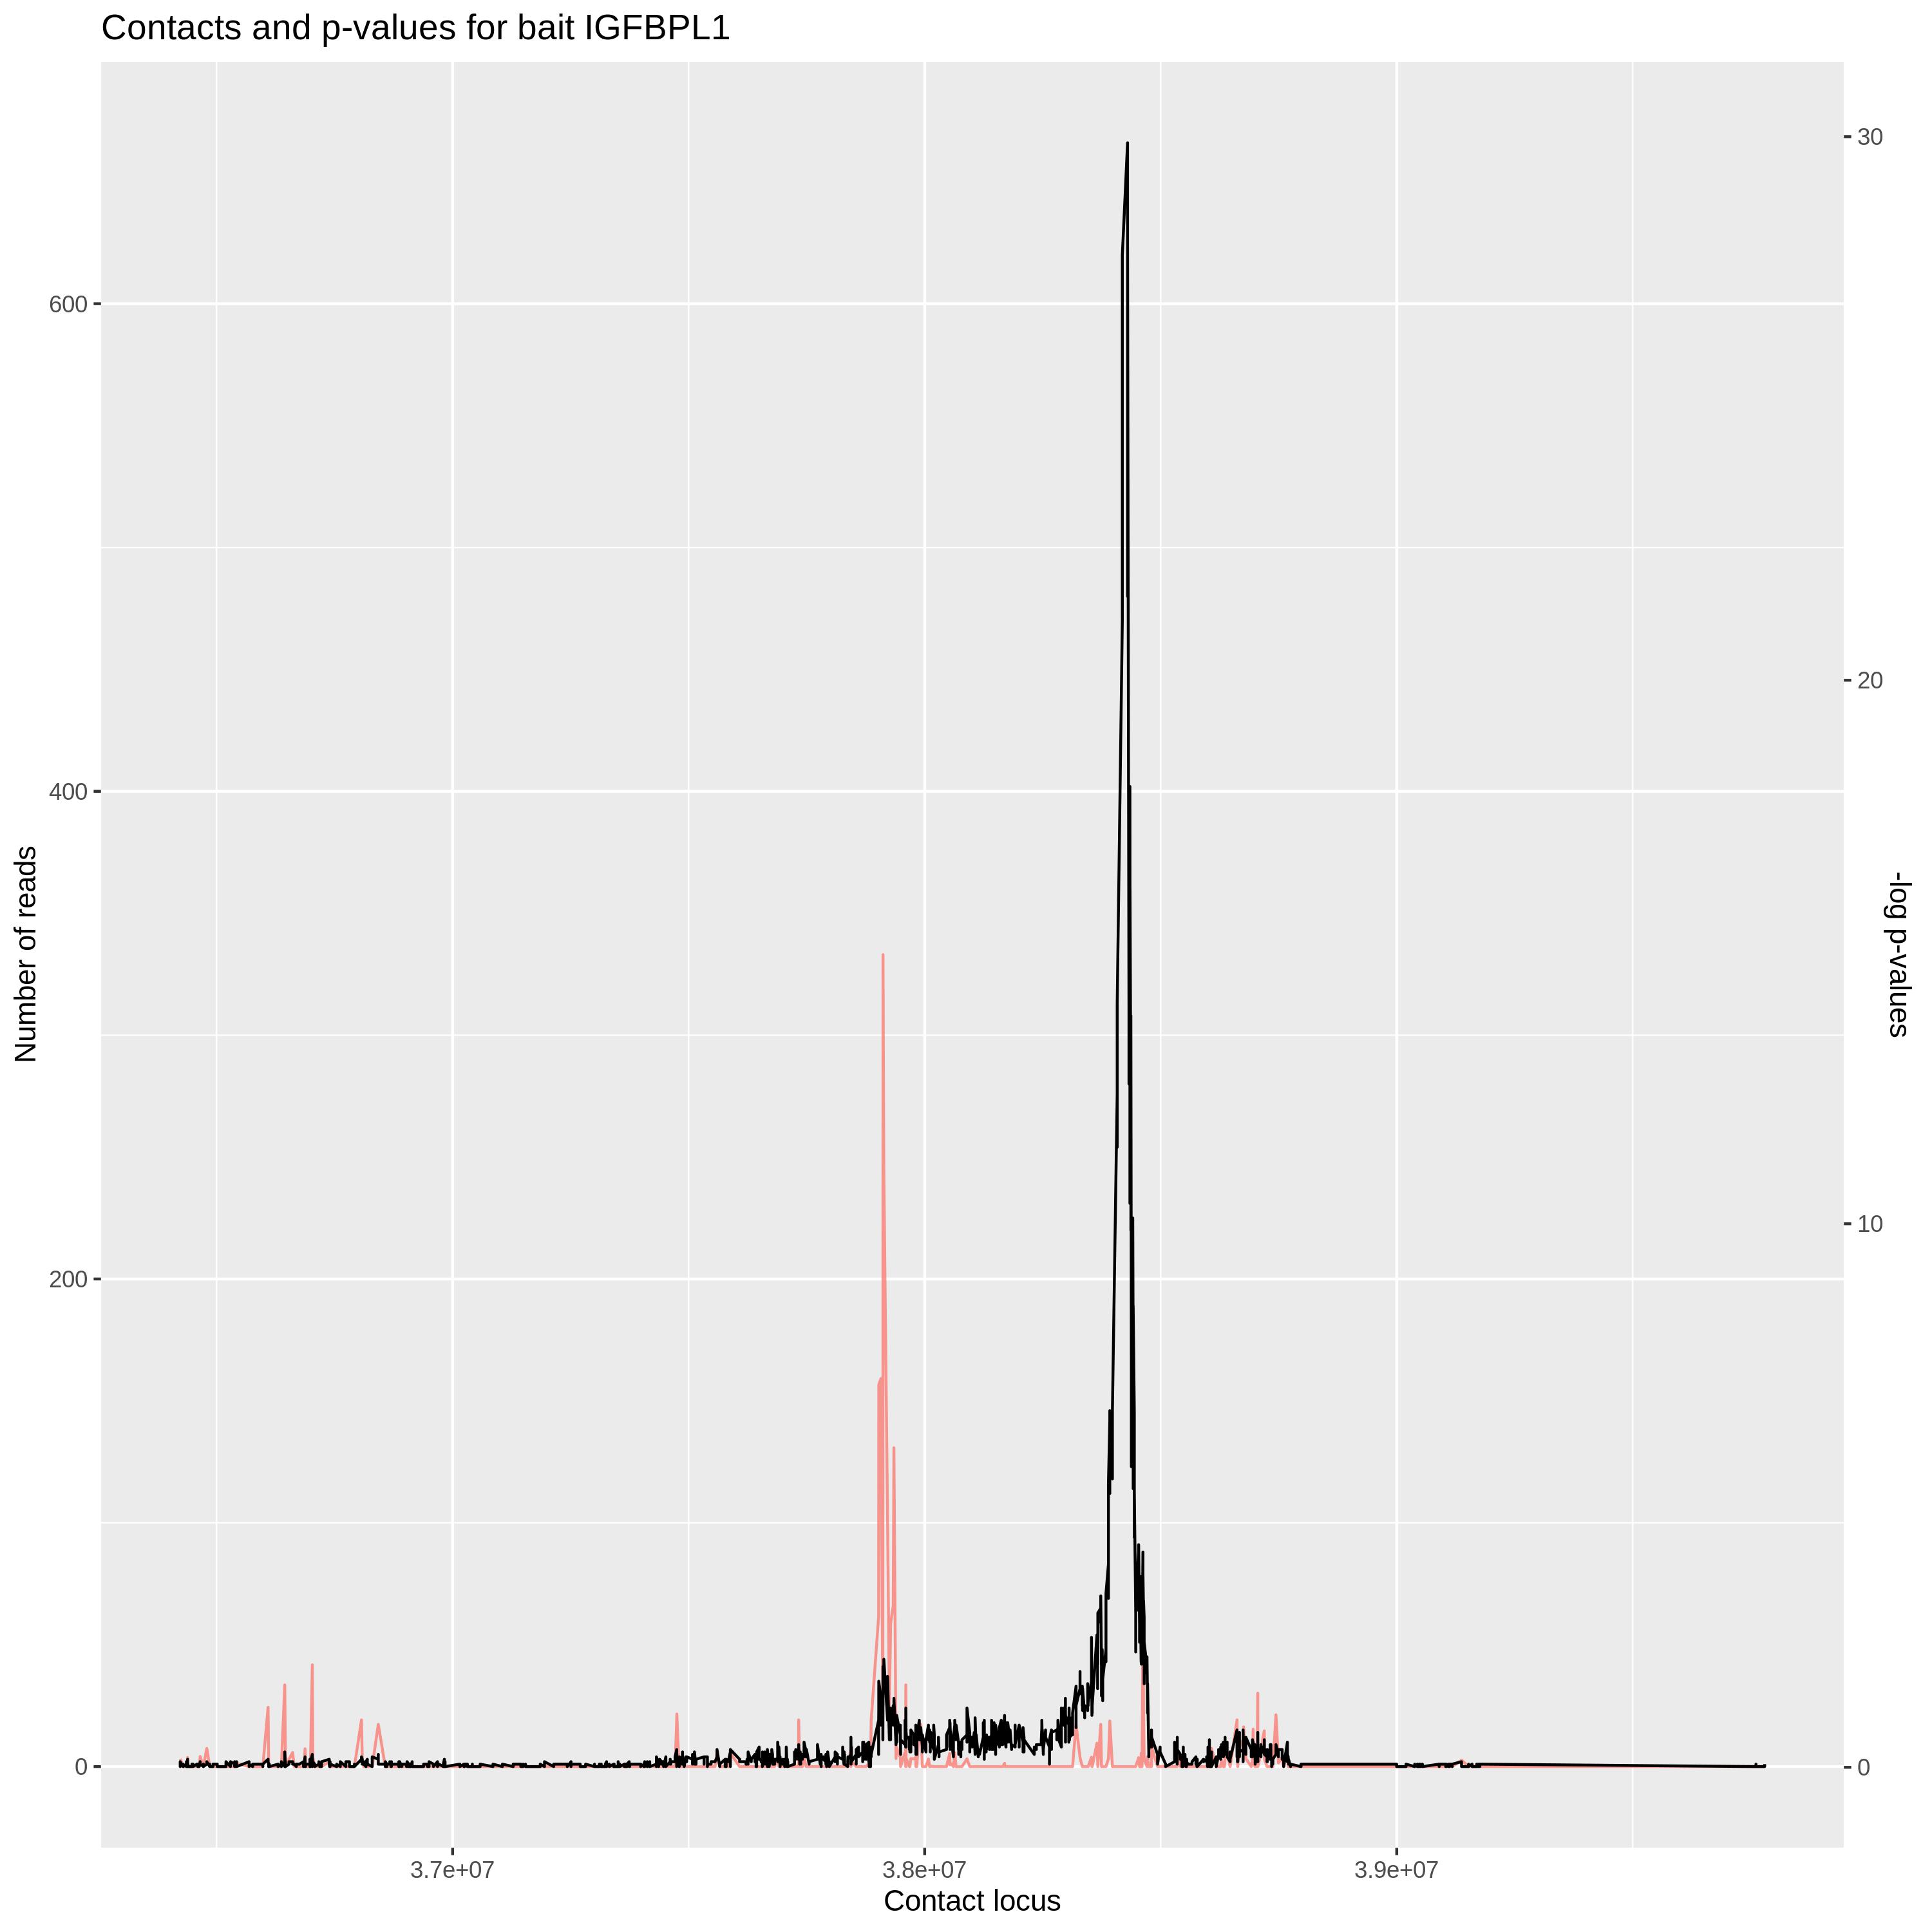 Contacts and p-values for bait IGFBPL1
30
600
20
400
Number of reads
-log p-values
10
200
0
0
3.7e+07
3.8e+07
3.9e+07
Contact locus